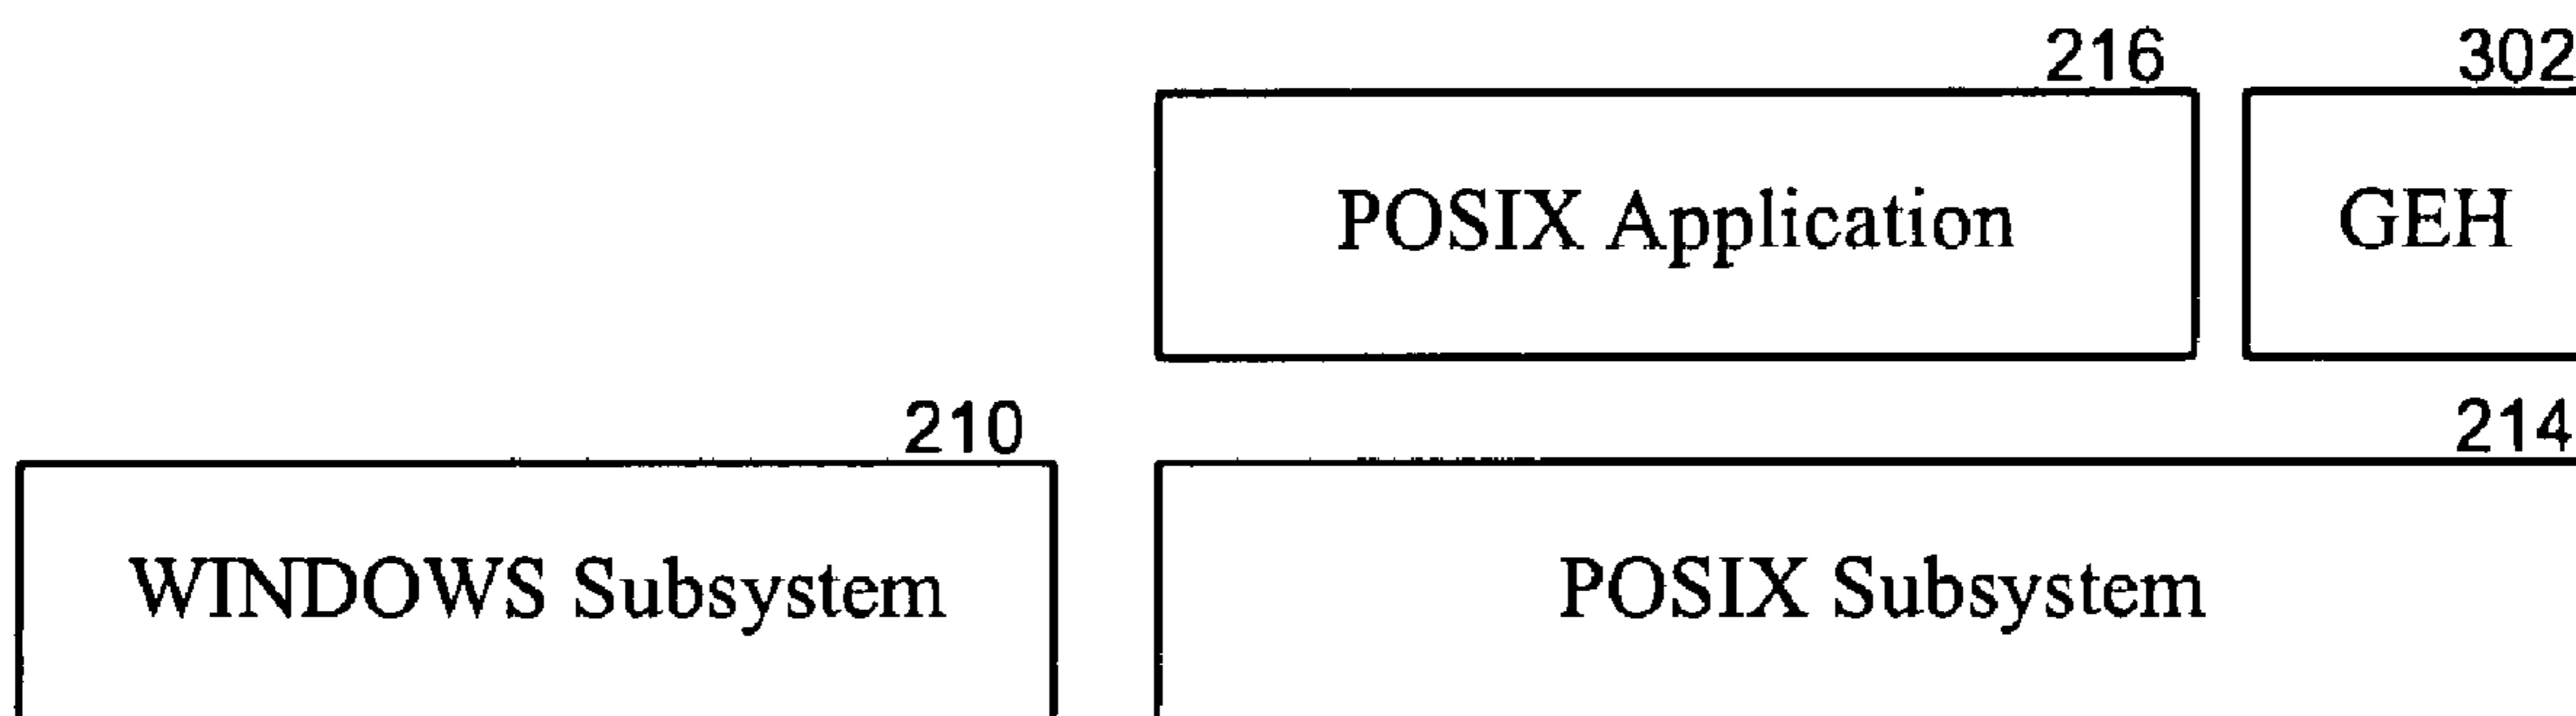 216 302
POSIX Application GEH
210 214
WINDOWS Subsystem POSIX Subsystem